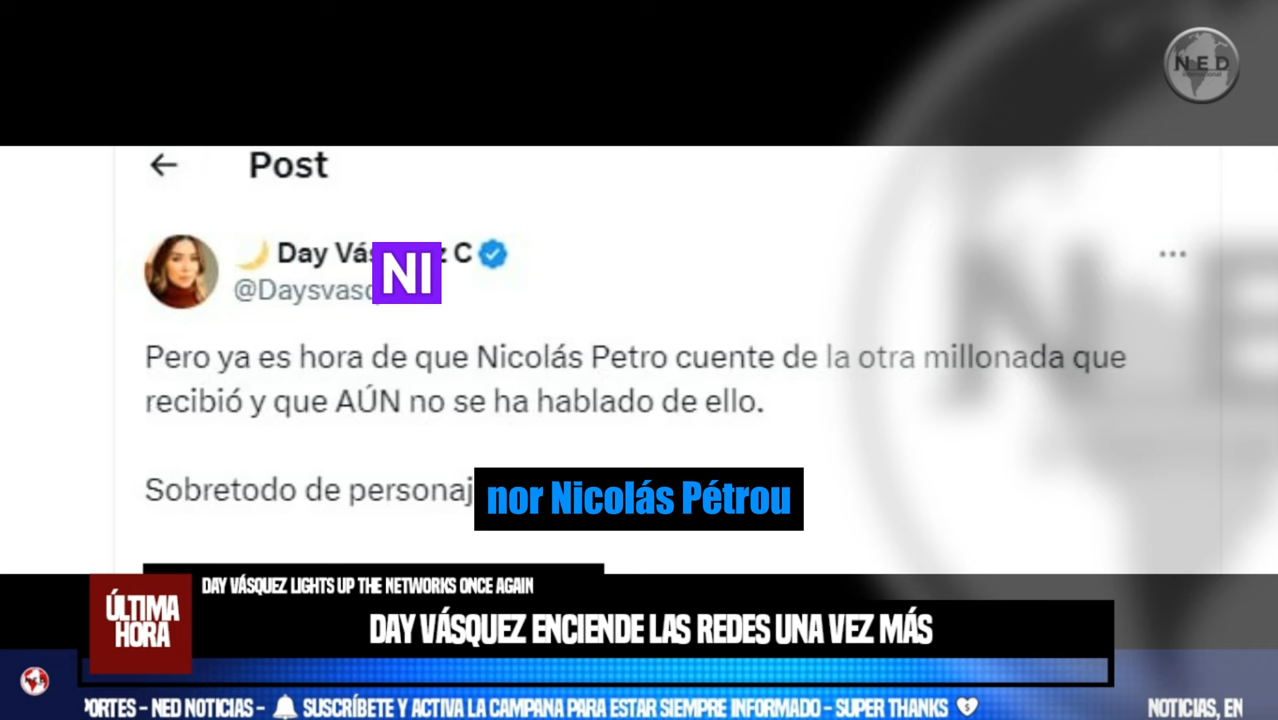 NED
Post
Day Vás
C
NI
@Daysvasq
Pero ya es hora de que Nicolás Petro cuente de la otra millonada que
recibió y que AÚN no se ha hablado de ello.
Sobretodo de personaj
nor Nicolás Pétrou
DAY VÁSQUEZ LIGHTS UP THE NETWORKS ONCE AGAIN
ÚLTIMA
HORA
DAY VÁSQUEZ ENCIENDE LAS REDES UNA VEZ MÁS
PORTES – NED NOTICIAS – SUSCRÍBETE Y ACTIVA LA CAMPANA PARA ESTAR SIEMPRE INFORMADO – SUPER THANKS
NOTICIAS, EN